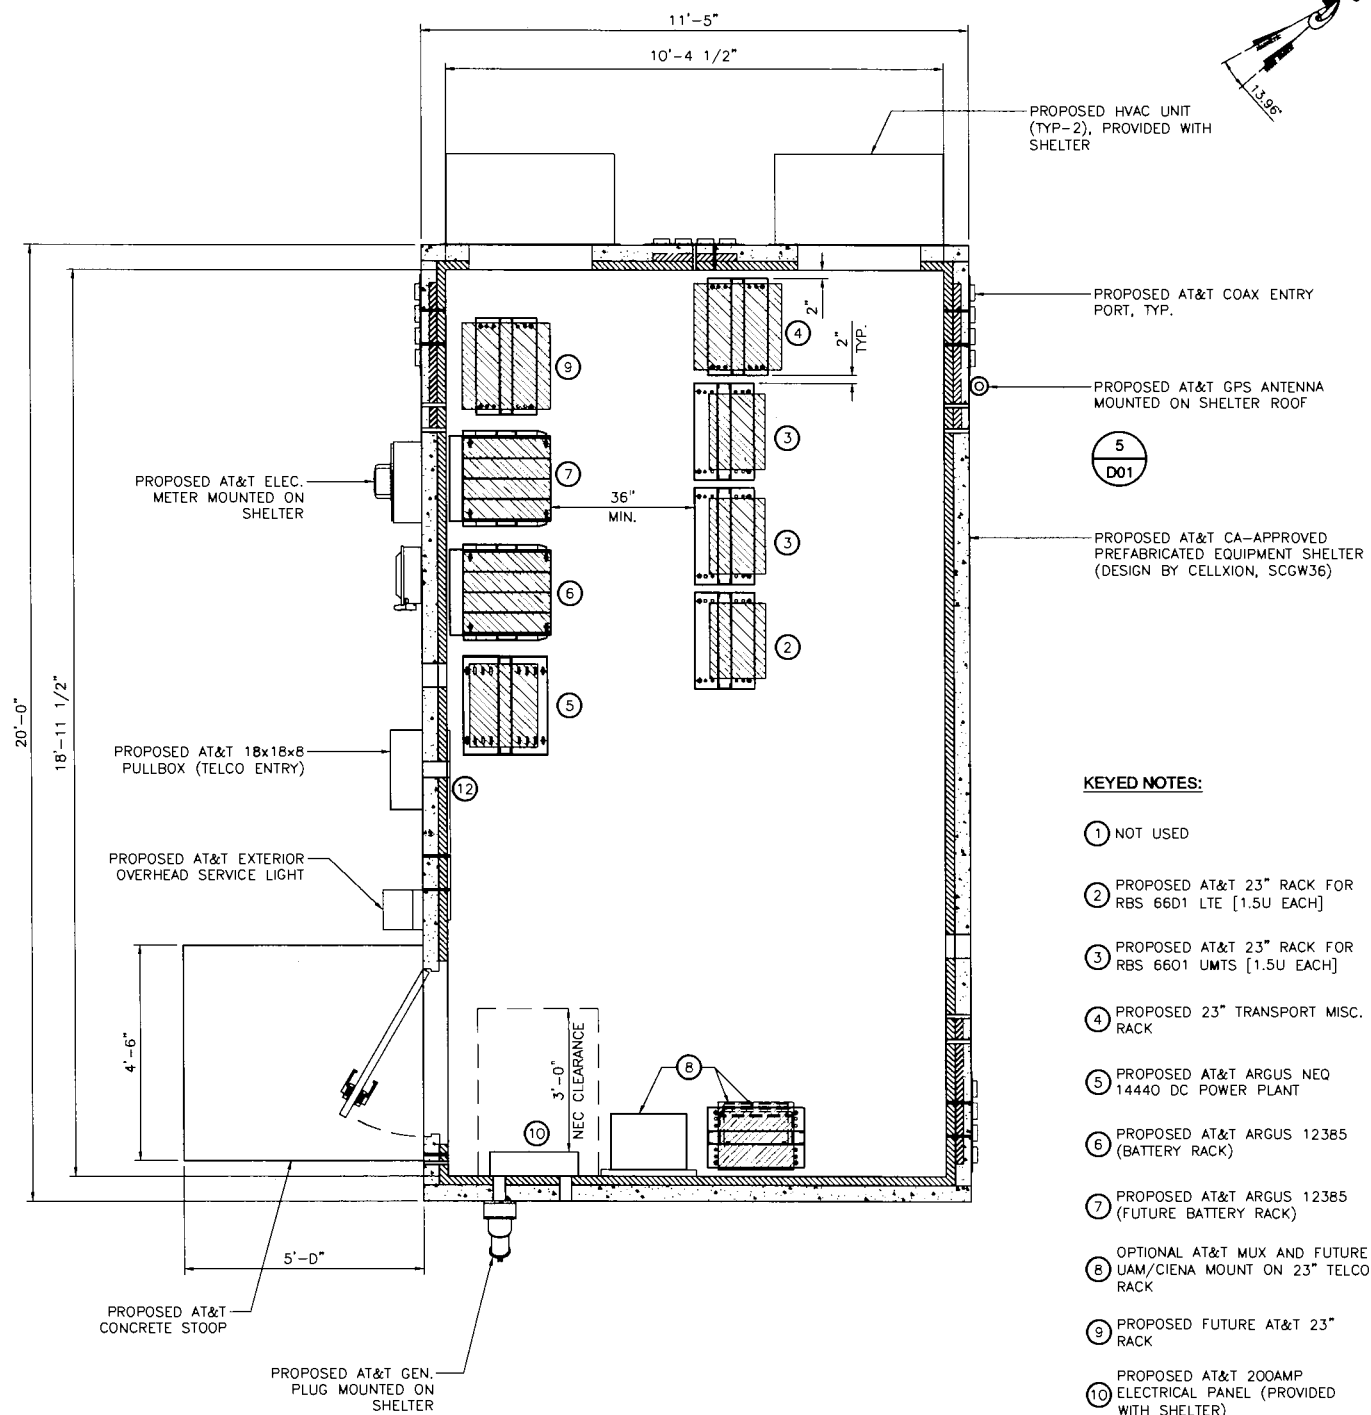 11'-5"
10'-4 1/2"
13.96°
PROPOSED HVAC UNIT
(TYP-2), PROVIDED WITH
SHELTER
PROPOSED AT&T COAX ENTRY
PORT, TYP.
2"
2"
TYP.
4
9
PROPOSED AT&T GPS ANTENNA
MOUNTED ON SHELTER ROOF
5
D01
3
7
PROPOSED AT&T ELEC.
METER MOUNTED ON
SHELTER
36"
MIN.
3
PROPOSED AT&T CA-APPROVED
PREFABRICATED EQUIPMENT SHELTER
(DESIGN BY CELLXION, SCGW36)
6
2
5
20'-0"
18'-11 1/2"
PROPOSED AT&T 18x18x8
PULLBOX (TELCO ENTRY)
12
PROPOSED AT&T EXTERIOR
OVERHEAD SERVICE LIGHT
4'-6"
3'-0"
NEC CLEARANCE
8
10
5'-D"
PROPOSED AT&T
CONCRETE STOOP
PROPOSED AT&T GEN.
PLUG MOUNTED ON
SHELTER
KEYED NOTES:
1 NOT USED
2 PROPOSED AT&T 23" RACK FOR
RBS 66D1 LTE [1.5U EACH]
3 PROPOSED AT&T 23" RACK FOR
RBS 6601 UMTS [1.5U EACH]
4 PROPOSED 23" TRANSPORT MISC.
RACK
5 PROPOSED AT&T ARGUS NEQ
14440 DC POWER PLANT
6 PROPOSED AT&T ARGUS 12385
(BATTERY RACK)
7 PROPOSED AT&T ARGUS 12385
(FUTURE BATTERY RACK)
8 OPTIONAL AT&T MUX AND FUTURE
UAM/CIENA MOUNT ON 23" TELCO
RACK
9 PROPOSED FUTURE AT&T 23"
RACK
10 PROPOSED AT&T 200AMP
ELECTRICAL PANEL (PROVIDED
WITH SHELTER)